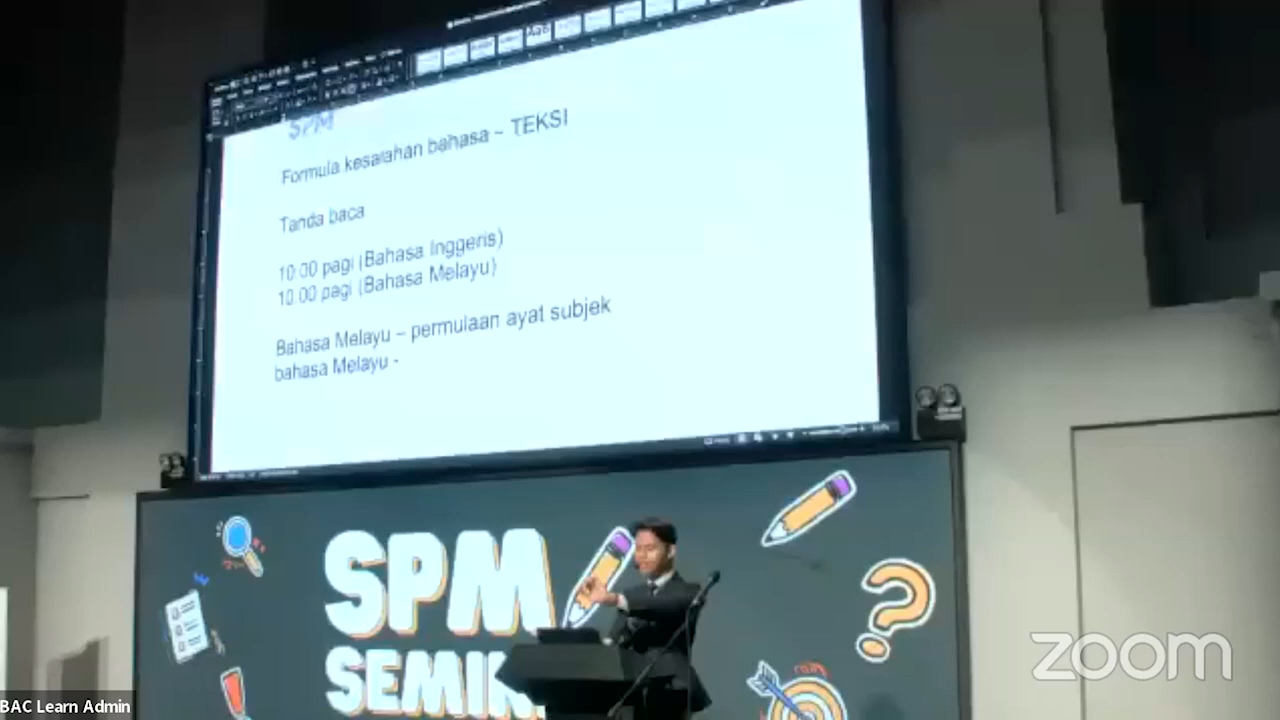 SPM
Formula kesalahan bahasa – TEKSI
Tanda baca
10:00 pagi (Bahasa Inggeris)
10.00 pagi (Bahasa Melayu)
Bahasa Melayu – permulaan ayat subjek
bahasa Melayu -
SPM
SEMIN
zoom
BAC Learn Admin